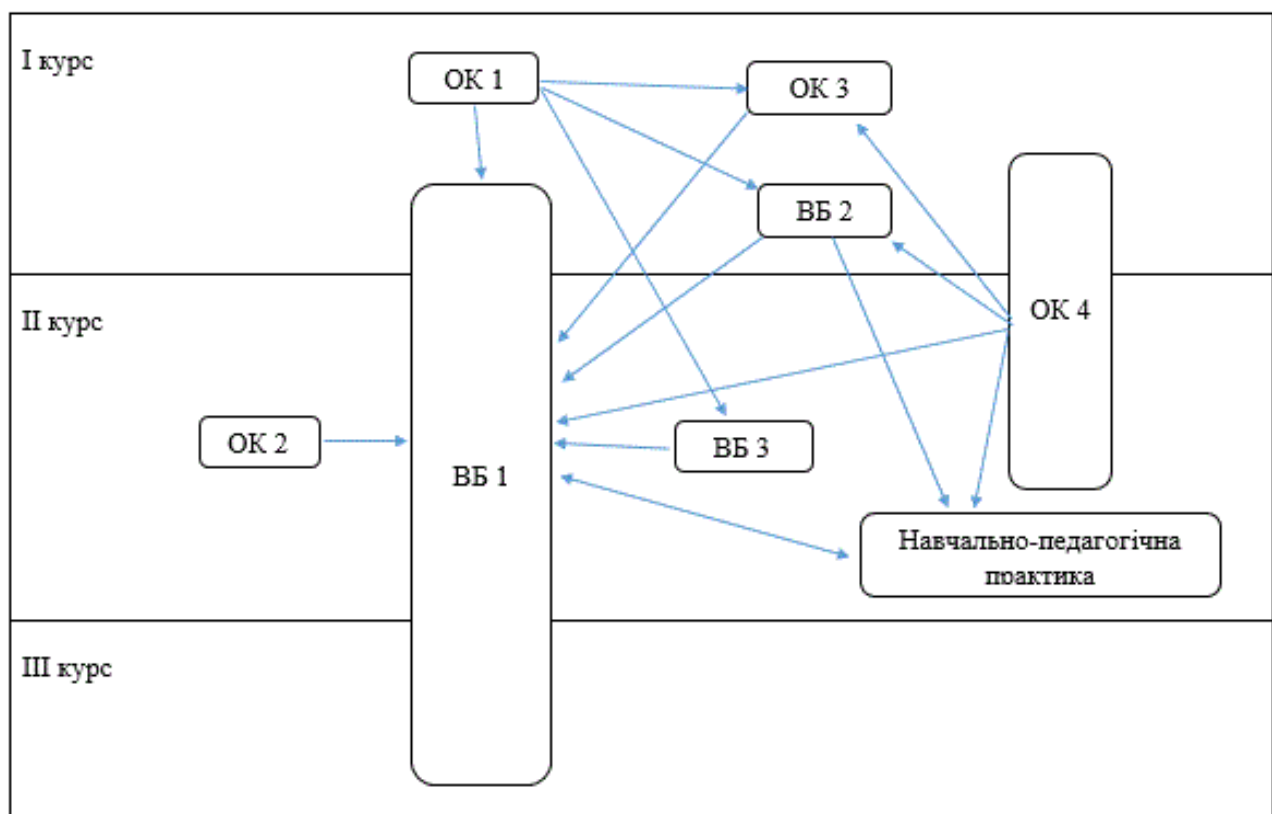 І курс
ОК 1
ОК 3
ВБ 2
ОК 4
ІІ курс
ОК 2
ВБ 1
ВБ 3
Навчально-педагогічна
практика
ІІІ курс